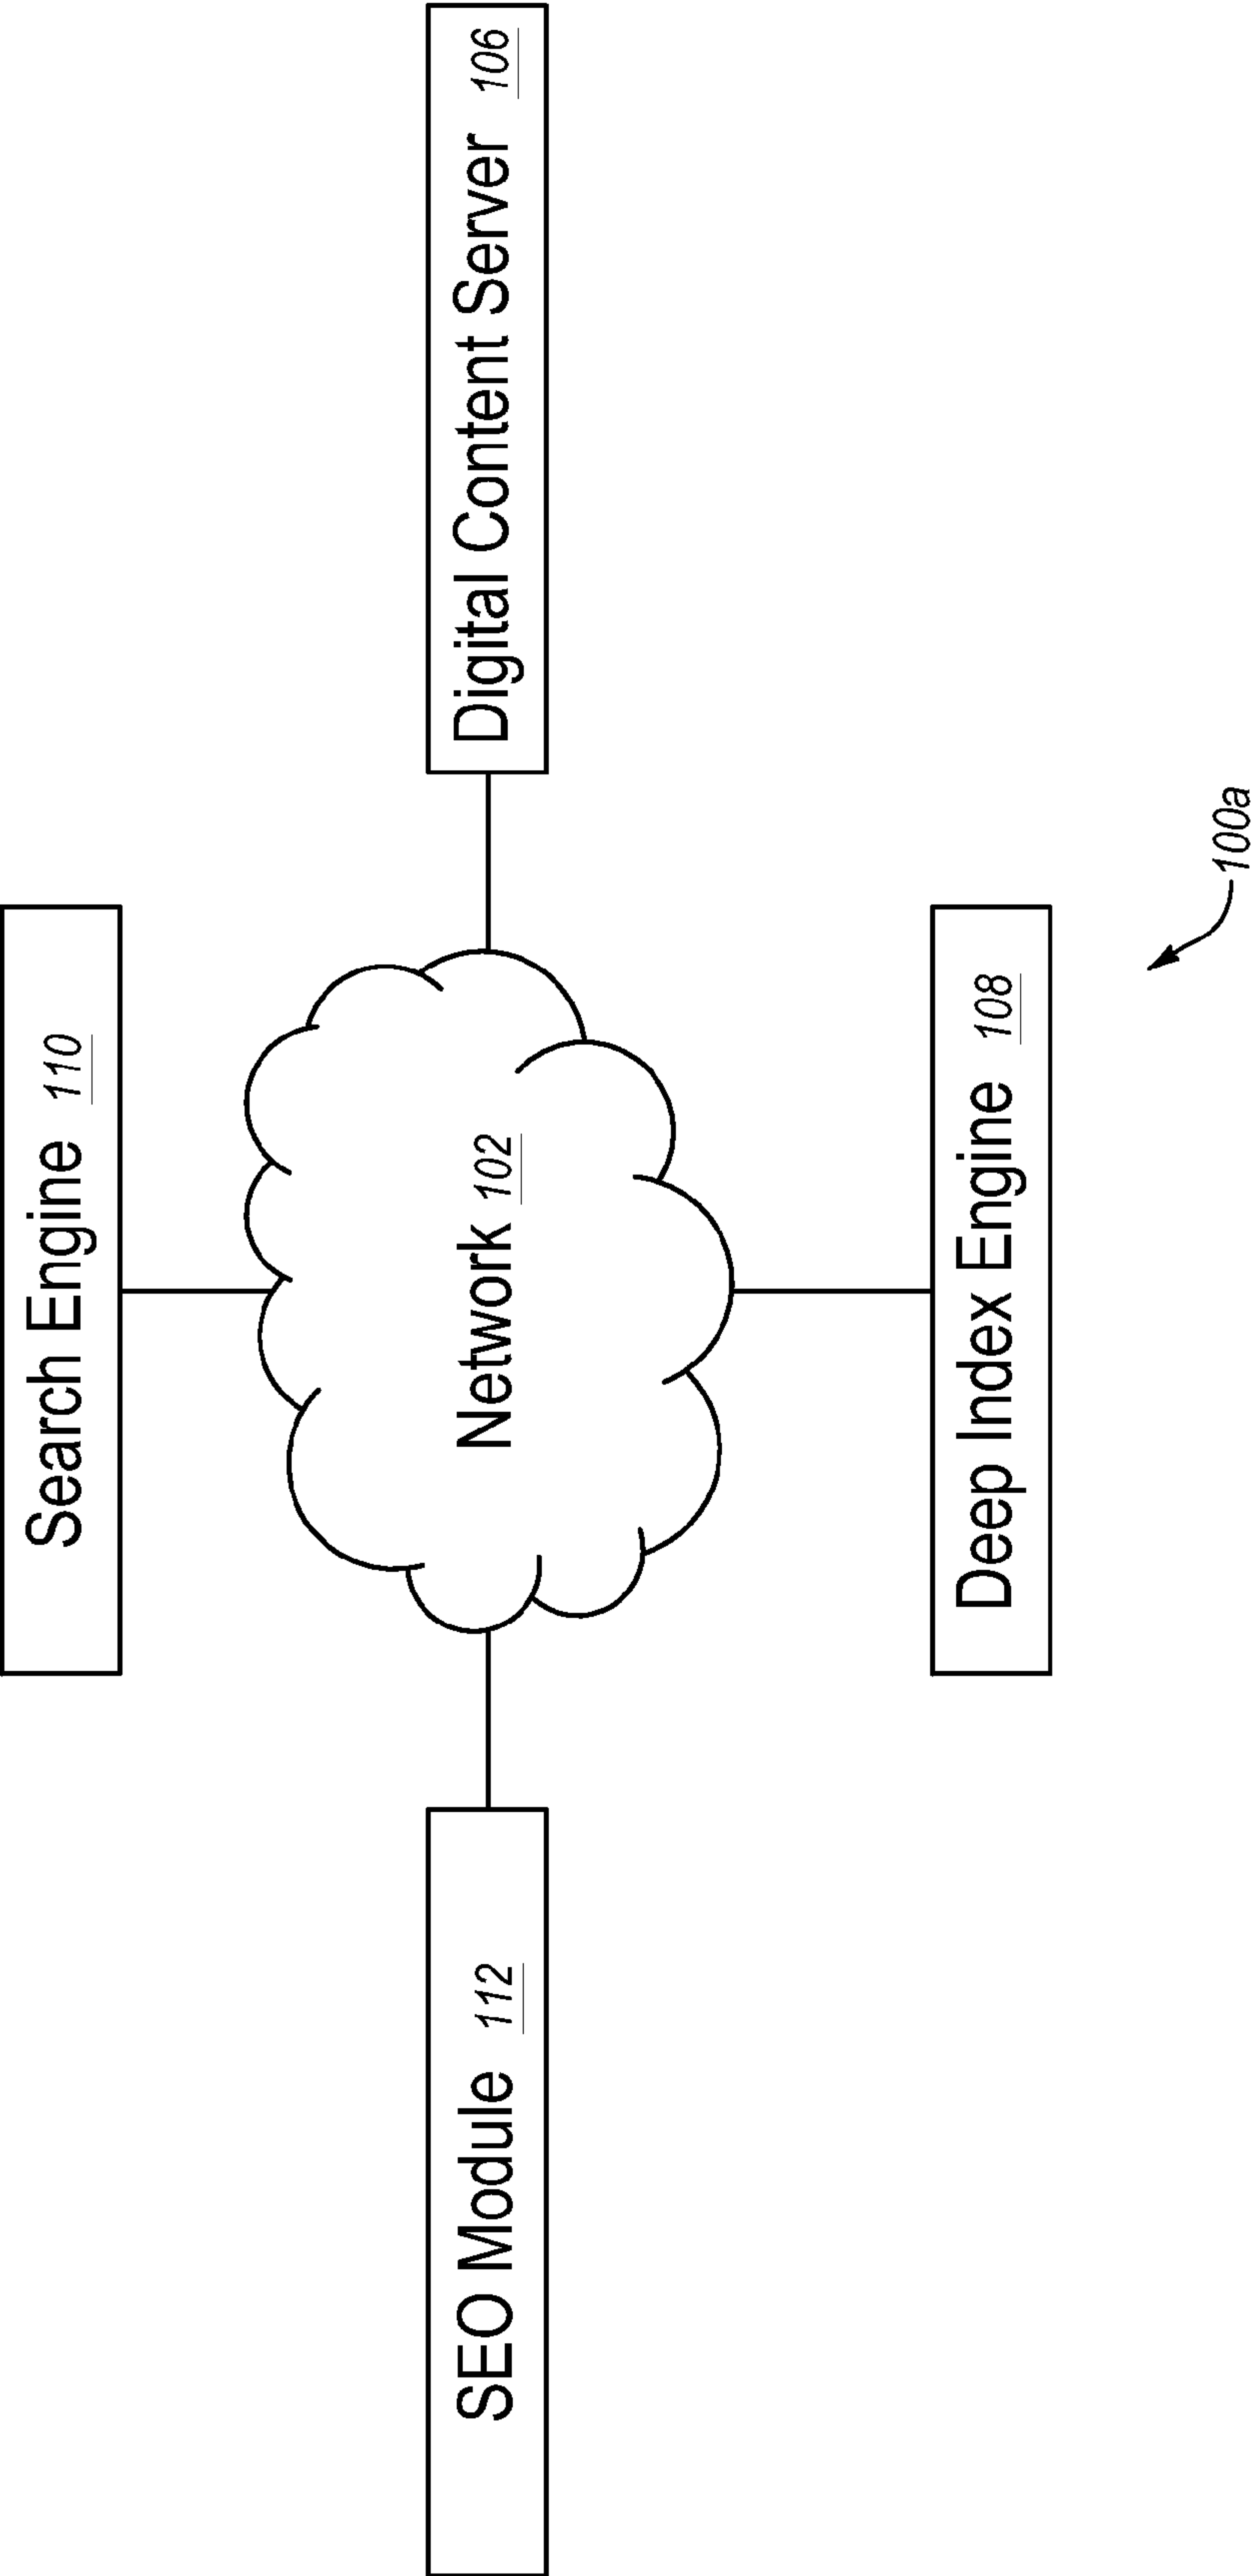 Search Engine 110
SEO Module 112
Network 102
Digital Content Server 106
Deep Index Engine 108
100a